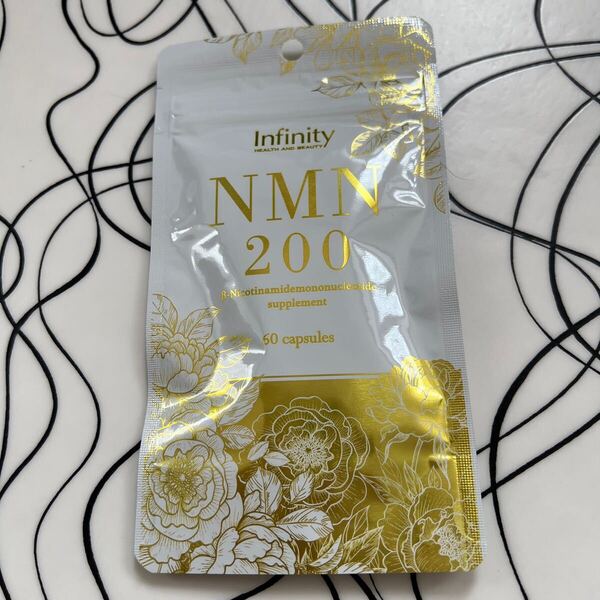 Infinity
HEALTH AND BEAUTY
NMN
200
β-Nicotinamidemononucleotide
supplement
60 capsules